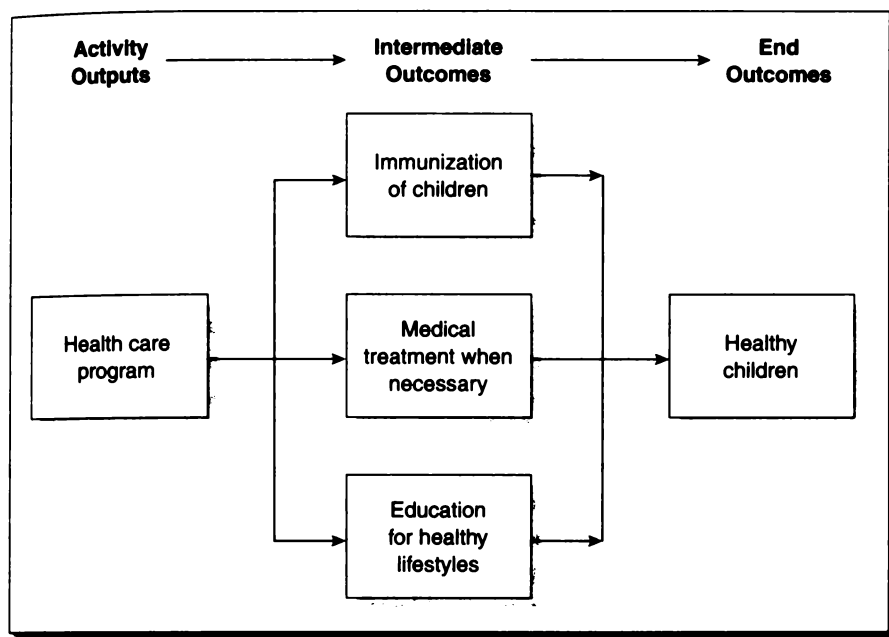 Activity
Outputs
Intermediate
Outcomes
End
Outcomes
Immunization
of children
Health care
program
Medical
treatment when
necessary
Healthy
children
Education
for healthy
lifestyles